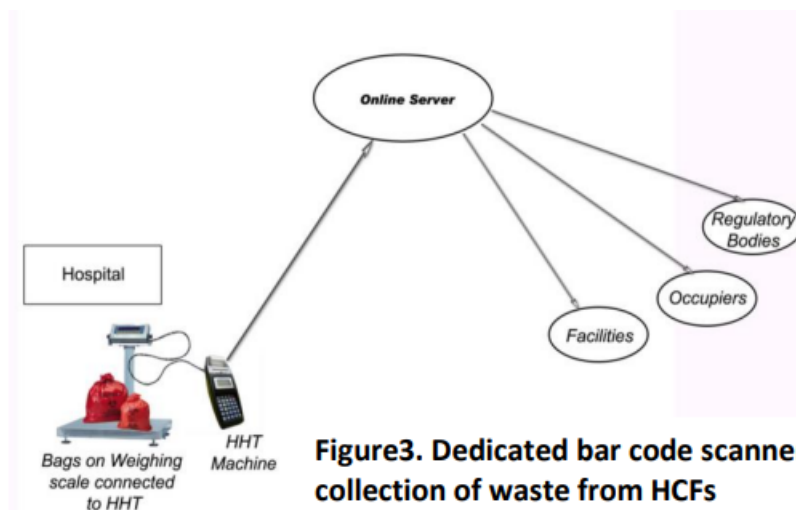 Online Server
Regulatory
Bodies
Hospital
Occupiers
Facilities
HHT
Machine
Bags on Weighing
scale connected
to HHT
Figure3. Dedicated bar code scanne
collection of waste from HCFs